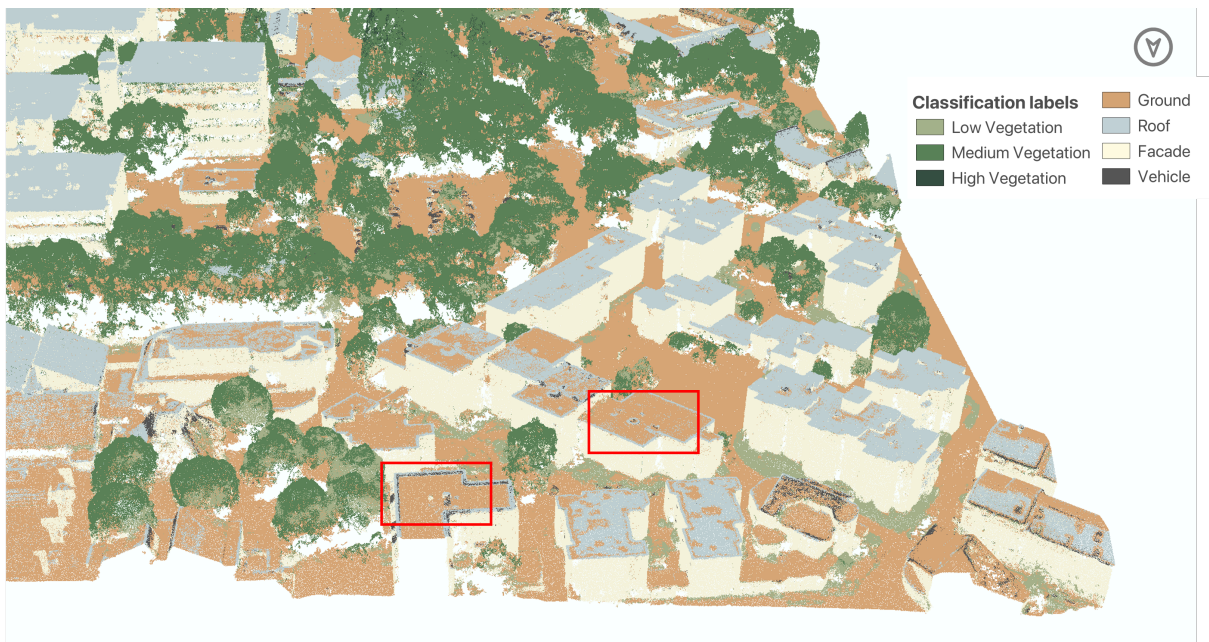 Classification labels
Low Vegetation
Medium Vegetation
High Vegetation
Ground
Roof
Facade
Vehicle